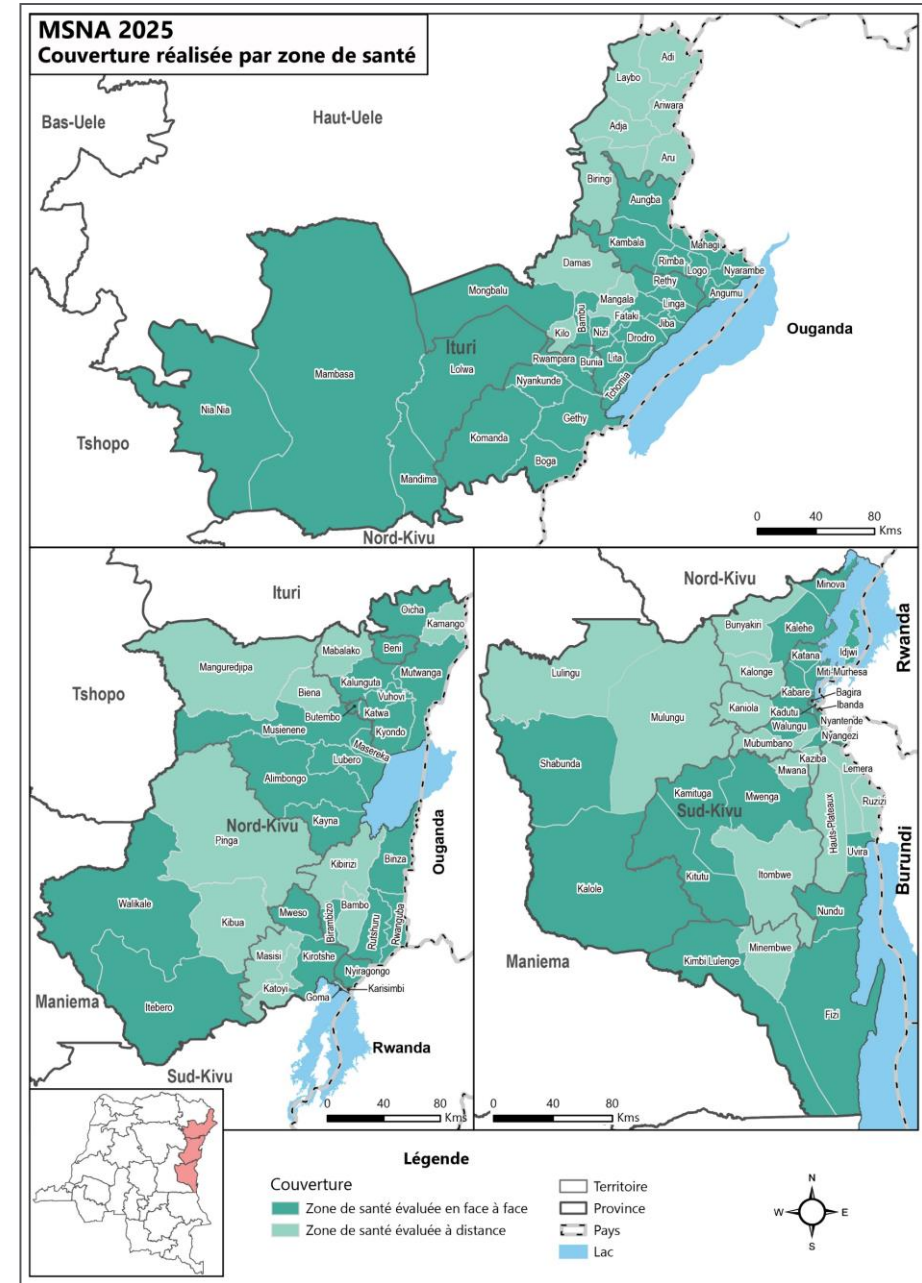 MSNA 2025
Couverture réalisée par zone de santé
Bas-Uele
Haut-Uele
Adi
Laybo
Ariwara
Adja
Aru
Biringi
Aungba
Kambala
Mahagi
Damas
Rimba
Logo
Nyarambe
Rethy
Mongbalu
Mangala
Linga
Angumu
Bambu
Fataki
Jiba
Ouganda
Kilo
Nizi
Drodro
Ituri
Rwampara
Bunia
Lita
Mambasa
Lolwa
Nyankunde
Tchomia
Nia Nia
Gethy
Tshopo
Komanda
Boga
Mandima
Nord-Kivu
0 40 80
Kms
Ituri
Oicha
Kamango
Mabalako
Beni
Manguredjipa
Mutwanga
Kalunguta
Tshopo
Biena
Vuhovi
Butembo
Katwa
Musienene
Kyondo
Masereka
Lubero
Alimbongo
Nord-Kivu
Kayna
Ouganda
Pinga
Kibirizi
Binza
Walikale
Mweso
Birambizo
Bambo
Rutshuru
Rwanguba
Kibua
Masisi
Kirotshe
Nyiragongo
Maniema
Katoyi
Goma
Karisimbi
Itebero
Rwanda
Sud-Kivu
0 40 80
Kms
Nord-Kivu
Minova
Bunyakiri
Kalehe
Rwanda
Lulingu
Katana
Idjwi
Kalonge
Miti-Murhesa
Kabare
Bagira
Mulungu
Kaniola
Kadutu
Ibanda
Walungu
Nyantende
Nyangezi
Mubumbano
Shabunda
Kaziba
Mwana
Lemera
Kamituga
Mwenga
Sud-Kivu
Hauts-Plateaux
Ruzizi
Uvira
Burundi
Kalole
Kitutu
Itombwe
Nundu
Maniema
Kimbi Lulenge
Minembwe
Fizi
0 40 80
Kms
Légende
Couverture
Zone de santé évaluée en face à face
Zone de santé évaluée à distance
Territoire
Province
Pays
Lac
N
W E
S